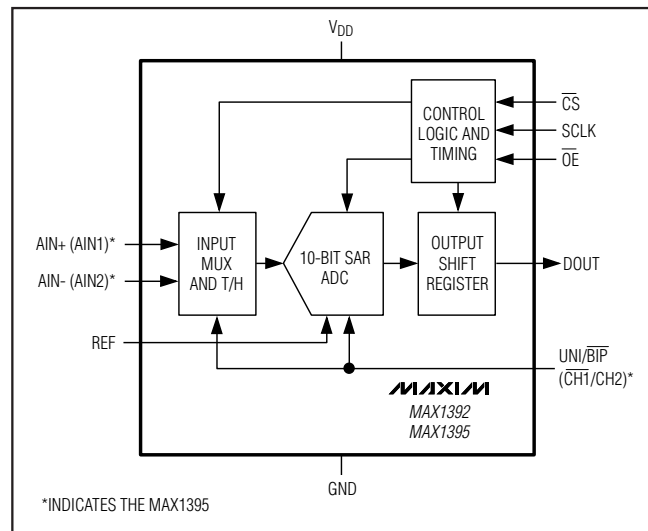 VDD
CONTROL
LOGIC AND
TIMING
CS
SCLK
OE
AIN+ (AIN1)*
AIN- (AIN2)*
INPUT
MUX
AND T/H
10-BIT SAR
ADC
OUTPUT
SHIFT
REGISTER
DOUT
REF
UNI/BIP
(CH1/CH2)*
MAXIM
MAX1392
MAX1395
GND
*INDICATES THE MAX1395